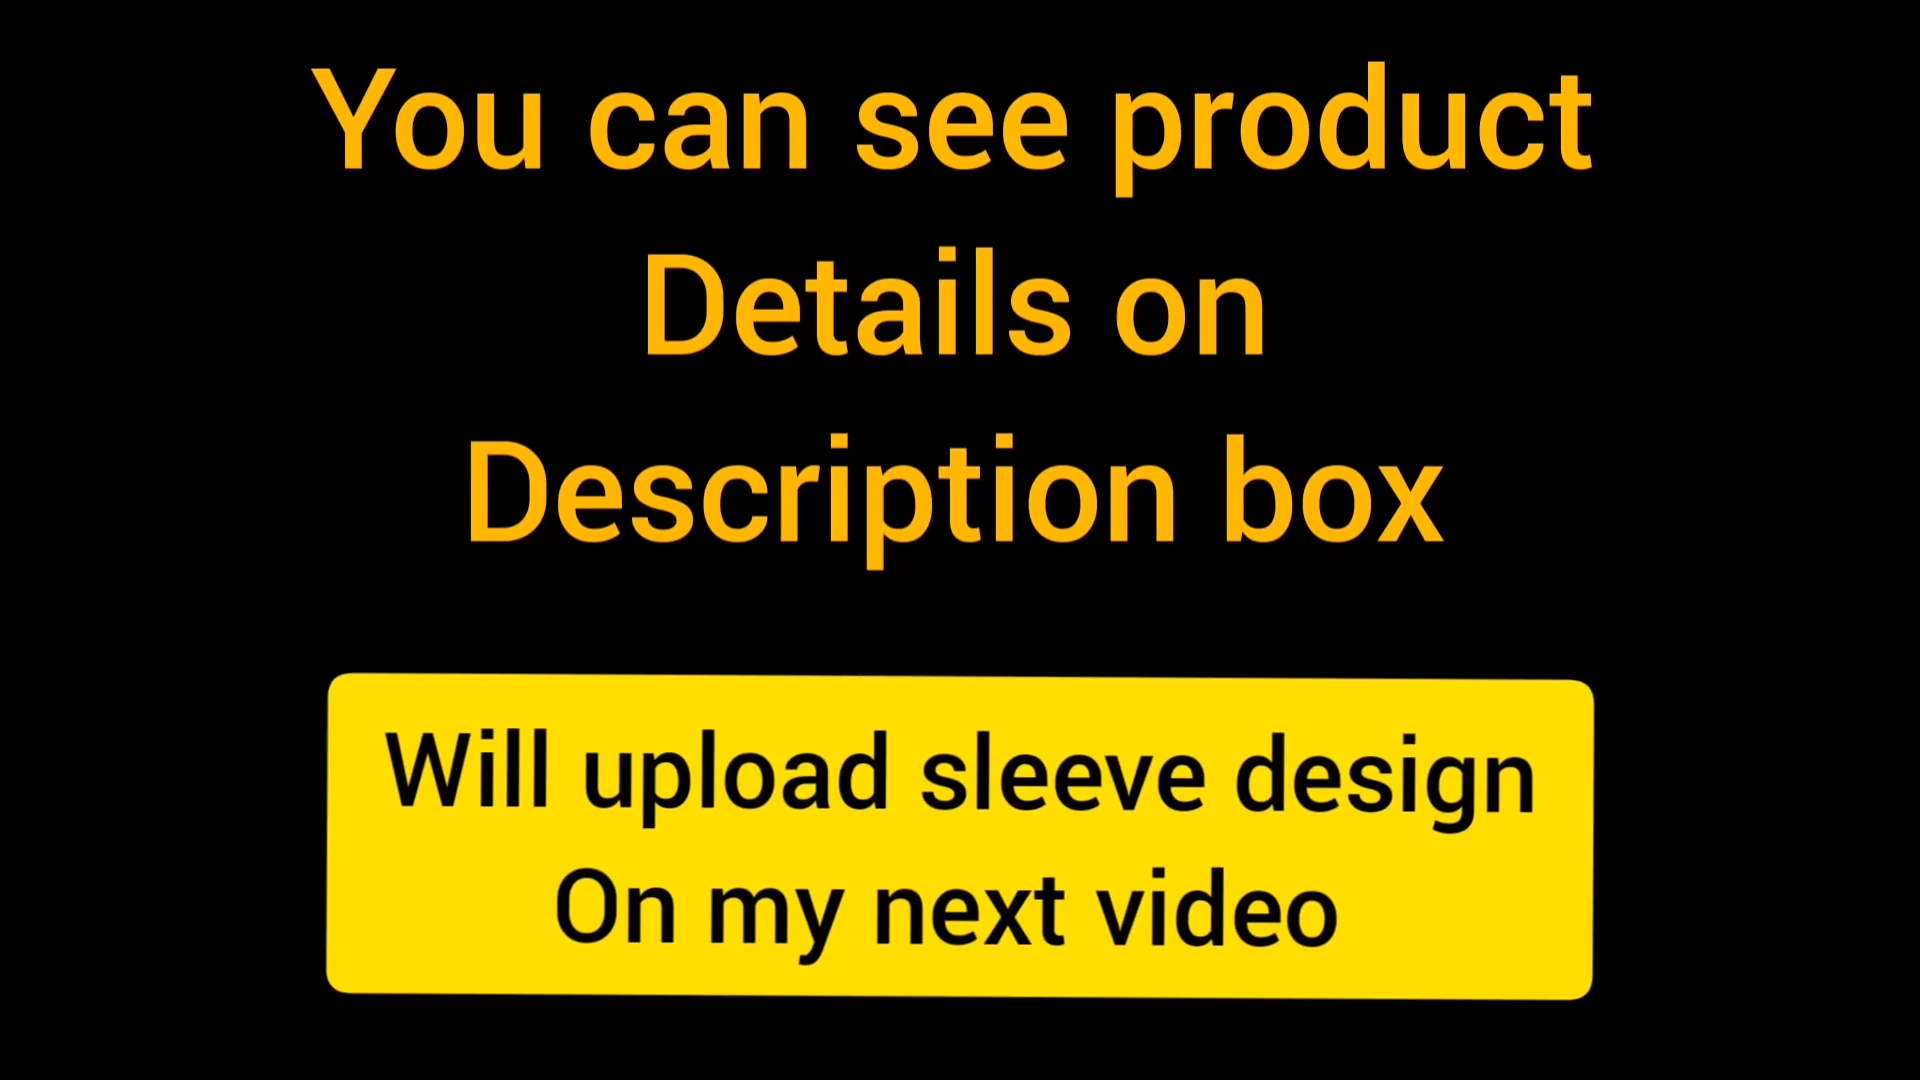 You can see product
Details on
Description box
Will upload sleeve design
On my next video